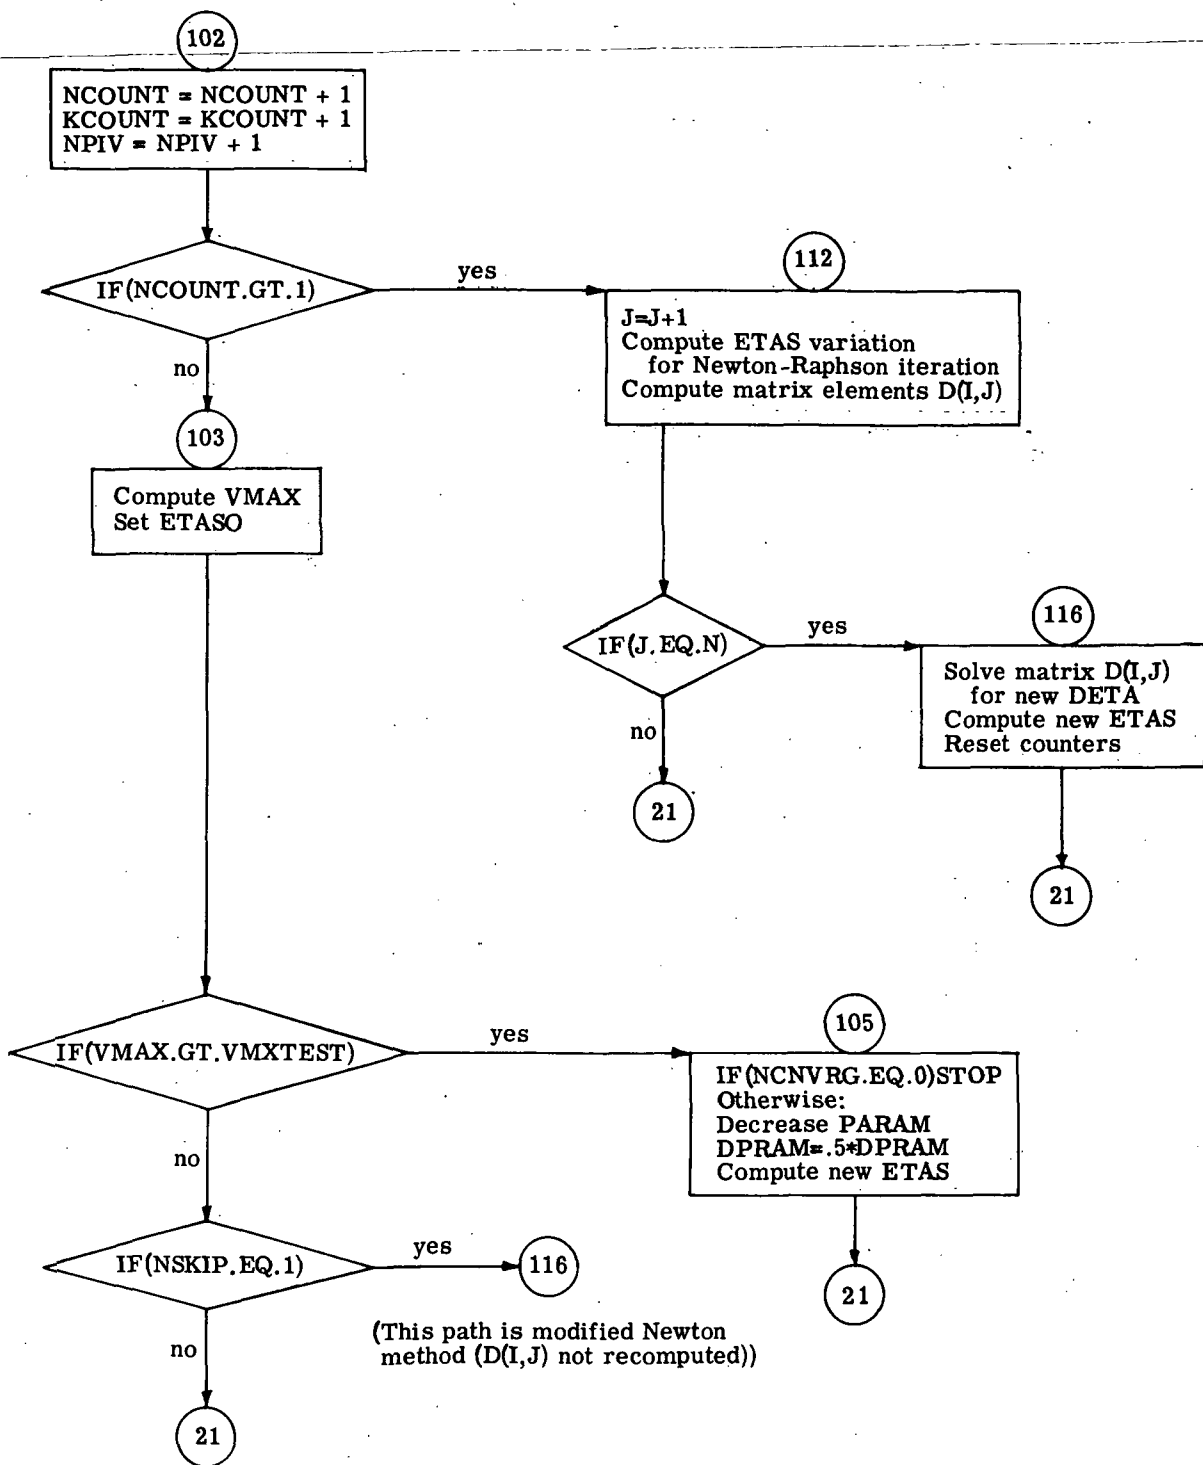 102
NCOUNT = NCOUNT + 1
KCOUNT = KCOUNT + 1
NPIV = NPIV + 1
IF(NCOUNT.GT.1)
yes
no
112
J=J+1
Compute ETAS variation
for Newton-Raphson iteration
Compute matrix elements D(I,J)
103
Compute VMAX
Set ETASO
IF(J.EQ.N)
yes
no
116
Solve matrix D(I,J)
for new DETA
Compute new ETAS
Reset counters
21
21
IF(VMAX.GT.VMXTEST)
yes
no
105
IF(NCNVRG.EQ.0)STOP
Otherwise:
Decrease PARAM
DPRAM=.5*DPRAM
Compute new ETAS
21
IF(NSKIP.EQ.1)
yes
116
(This path is modified Newton
method (D(I,J) not recomputed))
no
21